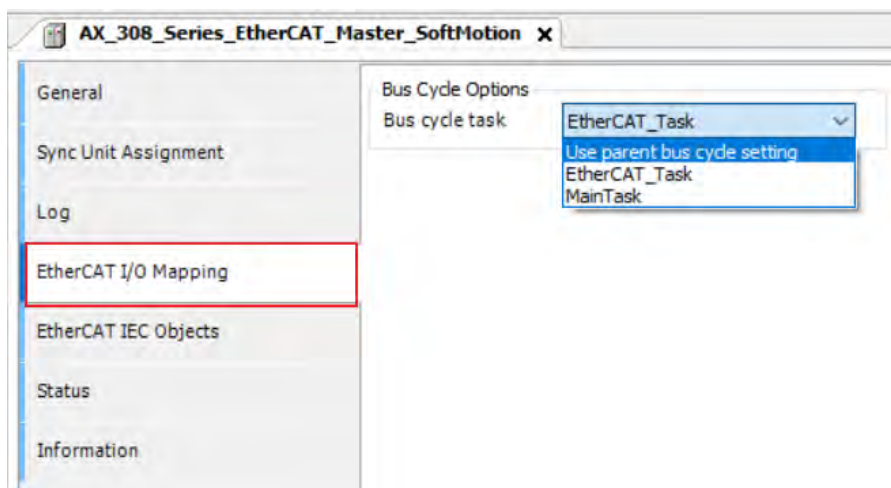 AX_308_Series_EtherCAT_Master_SoftMotion X
General
Sync Unit Assignment
Log
EtherCAT I/O Mapping
EtherCAT IEC Objects
Status
Information
Bus Cycle Options
Bus cycle task EtherCAT_Task
Use parent bus cycle setting
EtherCAT_Task
MainTask